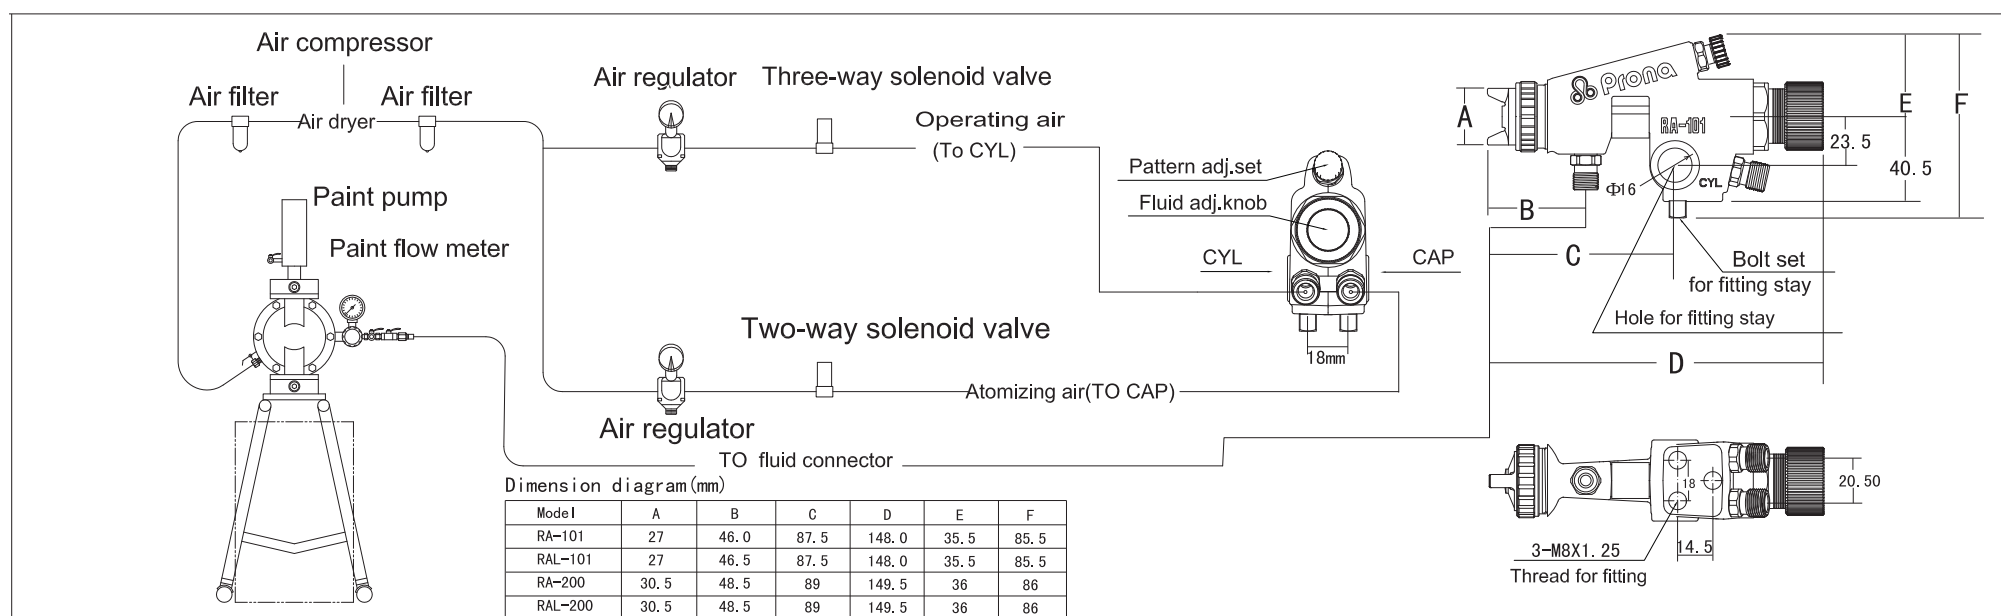 Air compressor
Air filter
Air filter
Air dryer
Air regulator
Three-way solenoid valve
Operating air
(To CYL)
Paint pump
Paint flow meter
Pattern adj.set
Fluid adj.knob
CYL
CAP
18mm
Two-way solenoid valve
Atomizing air(TO CAP)
Air regulator
TO fluid connector
Prona
RA-101
CYL
A
B
C
D
E
F
23.5
40.5
Φ16
Bolt set
for fitting stay
Hole for fitting stay
18
20.50
14.5
3-M8X1.25
Thread for fitting
Dimension diagram(mm)
Model A B C D E F
RA-101 27 46.0 87.5 148.0 35.5 85.5
RAL-101 27 46.5 87.5 148.0 35.5 85.5
RA-200 30.5 48.5 89 149.5 36 86
RAL-200 30.5 48.5 89 149.5 36 86